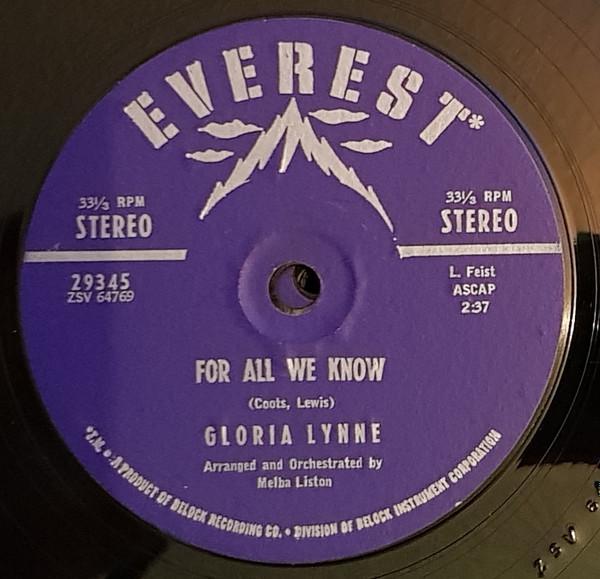 EVEREST*
33⅓ RPM
STEREO
33⅓ RPM
STEREO
29345
ZSV 64769
L. Feist
ASCAP
2:37
FOR ALL WE KNOW
(Coots, Lewis)
GLORIA LYNNE
Arranged and Orchestrated by
Melba Liston
*T.M. • A PRODUCT OF BELOCK RECORDING CO. • DIVISION OF BELOCK INSTRUMENT CORPORATION
ZSV